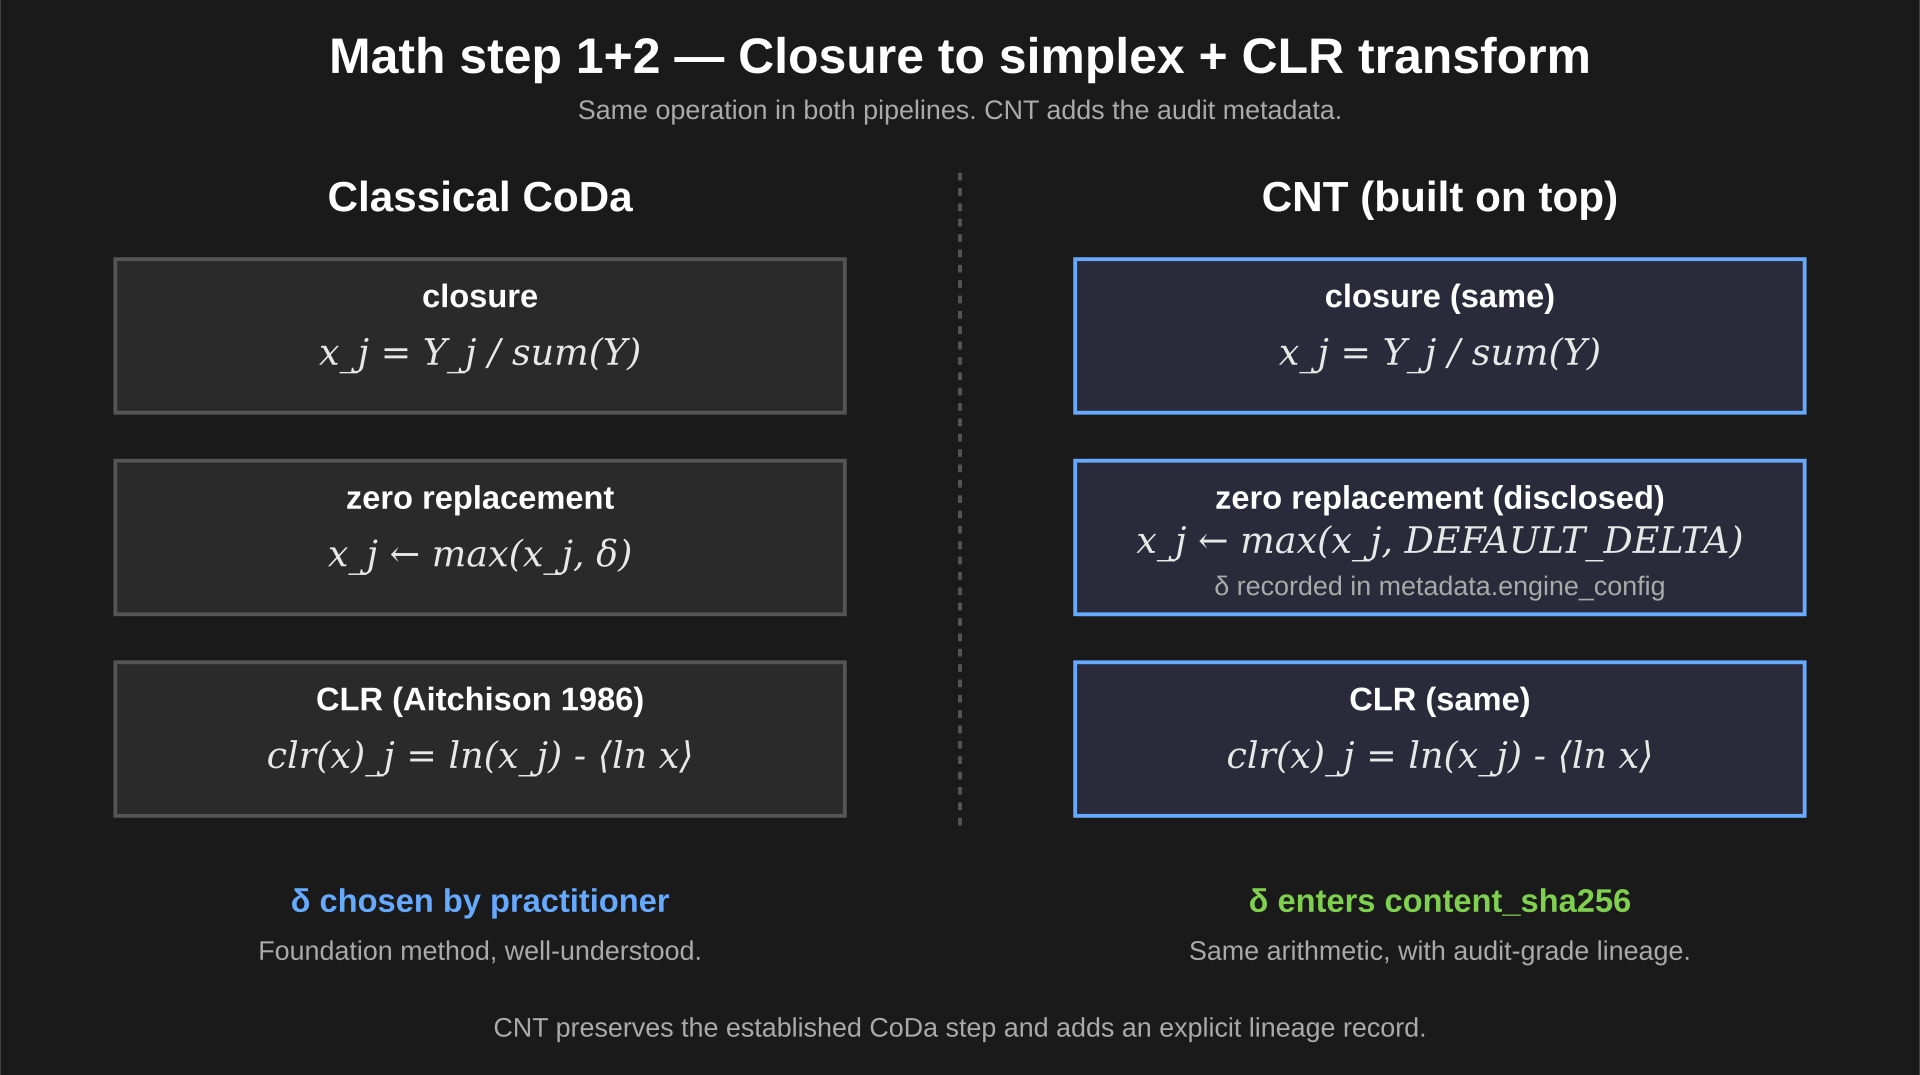 Math step 1+2 — Closure to simplex + CLR transform
Same operation in both pipelines. CNT adds the audit metadata.
Classical CoDa
closure
x_j = Y_j / sum(Y)
zero replacement
x_j ← max(x_j, δ)
CLR (Aitchison 1986)
clr(x)_j = ln(x_j) - ⟨ln x⟩
δ chosen by practitioner
Foundation method, well-understood.
CNT (built on top)
closure (same)
x_j = Y_j / sum(Y)
zero replacement (disclosed)
x_j ← max(x_j, DEFAULT_DELTA)
δ recorded in metadata.engine_config
CLR (same)
clr(x)_j = ln(x_j) - ⟨ln x⟩
δ enters content_sha256
Same arithmetic, with audit-grade lineage.
CNT preserves the established CoDa step and adds an explicit lineage record.